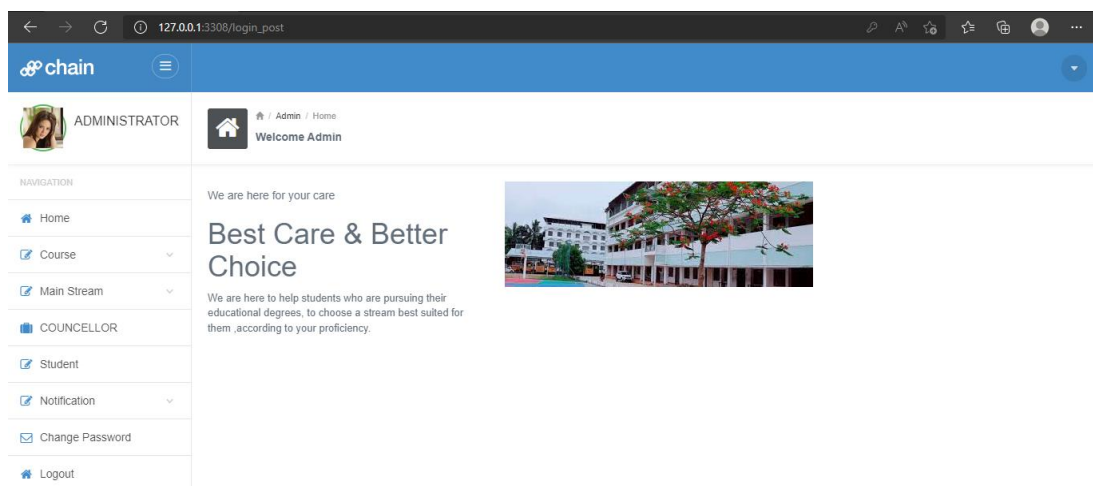 127.0.0.1:3308/login_post
chain
ADMINISTRATOR
/ Admin / Home
Welcome Admin
NAVIGATION
Home
Course
Main Stream
COUNCELLOR
Student
Notification
Change Password
Logout
We are here for your care
Best Care & Better
Choice
We are here to help students who are pursuing their
educational degrees, to choose a stream best suited for
them ,according to your proficiency.